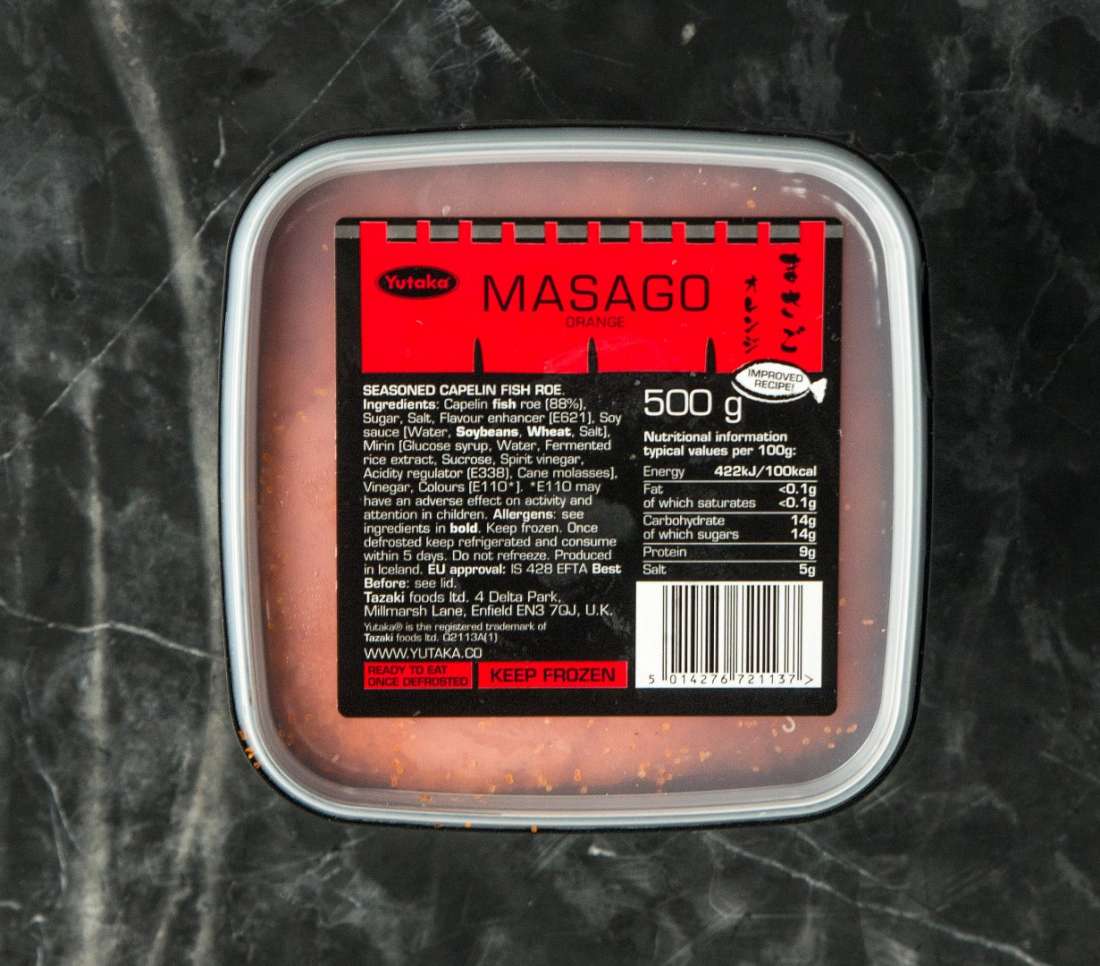 Yutaka
MASAGO
ORANGE
オレンジ
IMPROVED
RECIPE!
SEASONED CAPELIN FISH ROE.
Ingredients: Capelin fish roe [88%],
Sugar, Salt, Flavour enhancer [E621], Soy
sauce [Water, Soybeans, Wheat, Salt],
Mirin [Glucose syrup, Water, Fermented
rice extract, Sucrose, Spirit vinegar,
Acidity regulator (E338), Cane molasses],
Vinegar, Colours [E110*]. *E110 may
have an adverse effect on activity and
attention in children. Allergens: see
ingredients in bold. Keep frozen. Once
defrosted keep refrigerated and consume
within 5 days. Do not refreeze. Produced
in Iceland. EU approval: IS 428 EFTA Best
Before: see lid.
Tazaki foods ltd. 4 Delta Park,
Millmarsh Lane, Enfield EN3 7QJ, U.K.
Yutaka® is the registered trademark of
Tazaki foods ltd. Q2113A(1)
WWW.YUTAKA.CO
READY TO EAT
ONCE DEFROSTED
KEEP FROZEN
500 g
Nutritional information
typical values per 100g:
Energy 422kJ/100kcal
Fat <0.1g
of which saturates <0.1g
Carbohydrate 14g
of which sugars 14g
Protein 9g
Salt 5g
5 014276 721137 >